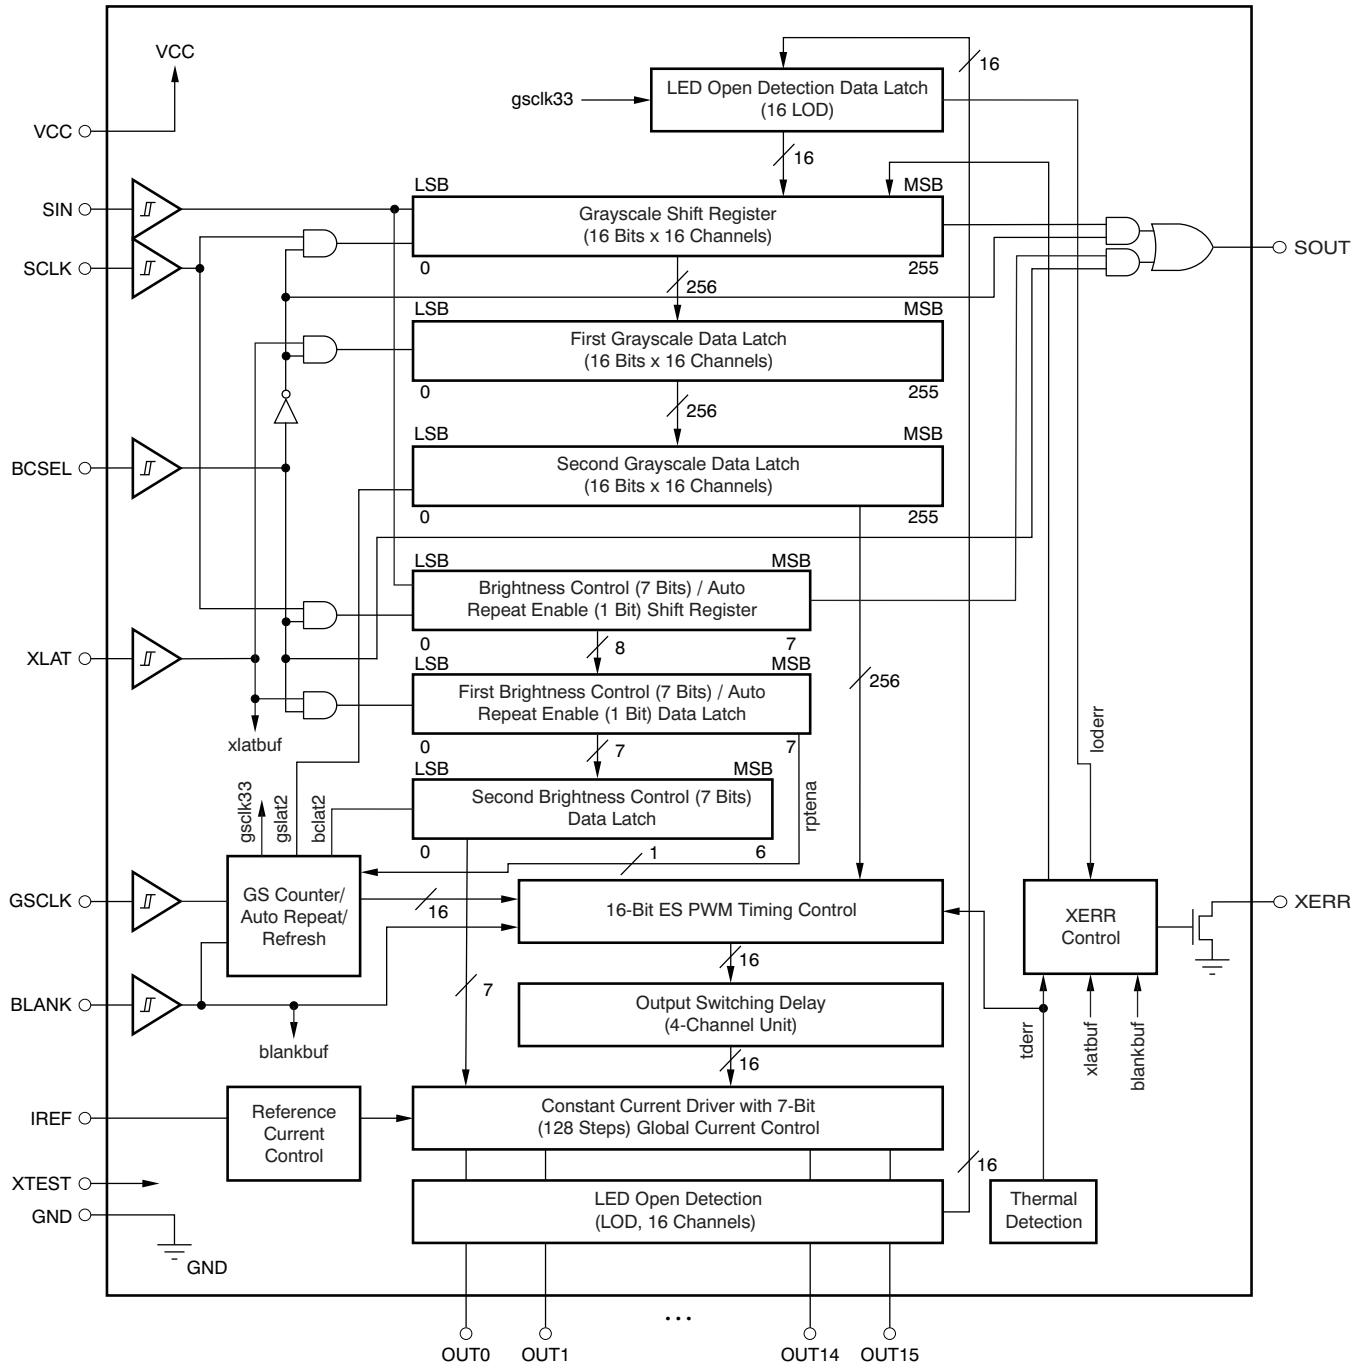 VCC
16
LED Open Detection Data Latch
(16 LOD)
gsclk33
VCC
16
LSB
MSB
SIN
Grayscale Shift Register
(16 Bits x 16 Channels)
SOUT
SCLK
0
255
256
LSB
MSB
First Grayscale Data Latch
(16 Bits x 16 Channels)
0
255
256
LSB
MSB
BCSEL
Second Grayscale Data Latch
(16 Bits x 16 Channels)
0
255
LSB
MSB
Brightness Control (7 Bits) / Auto
Repeat Enable (1 Bit) Shift Register
0
8
7
XLAT
LSB
MSB
256
First Brightness Control (7 Bits) / Auto
Repeat Enable (1 Bit) Data Latch
xlatbuf
0
7
7
loderr
LSB
MSB
gsclk33
gslat2
bclat2
Second Brightness Control (7 Bits)
Data Latch
rptena
0
1
6
GSCLK
GS Counter/
Auto Repeat/
Refresh
16
16-Bit ES PWM Timing Control
XERR
Control
XERR
16
7
BLANK
Output Switching Delay
(4-Channel Unit)
blankbuf
tderr
xlatbuf
blankbuf
16
IREF
Reference
Current
Control
Constant Current Driver with 7-Bit
(128 Steps) Global Current Control
16
XTEST
LED Open Detection
(LOD, 16 Channels)
Thermal
Detection
GND
GND
...
OUT0
OUT1
OUT14
OUT15